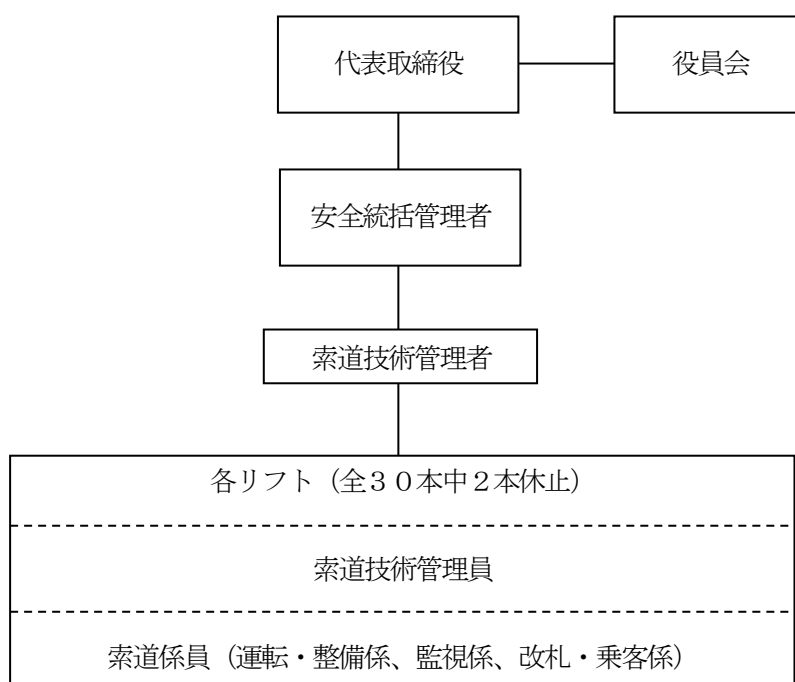 代表取締役
役員会
安全統括管理者
索道技術管理者
各リフト（全３０本中２本休止）
索道技術管理員
索道係員（運転・整備係、監視係、改札・乗客係）